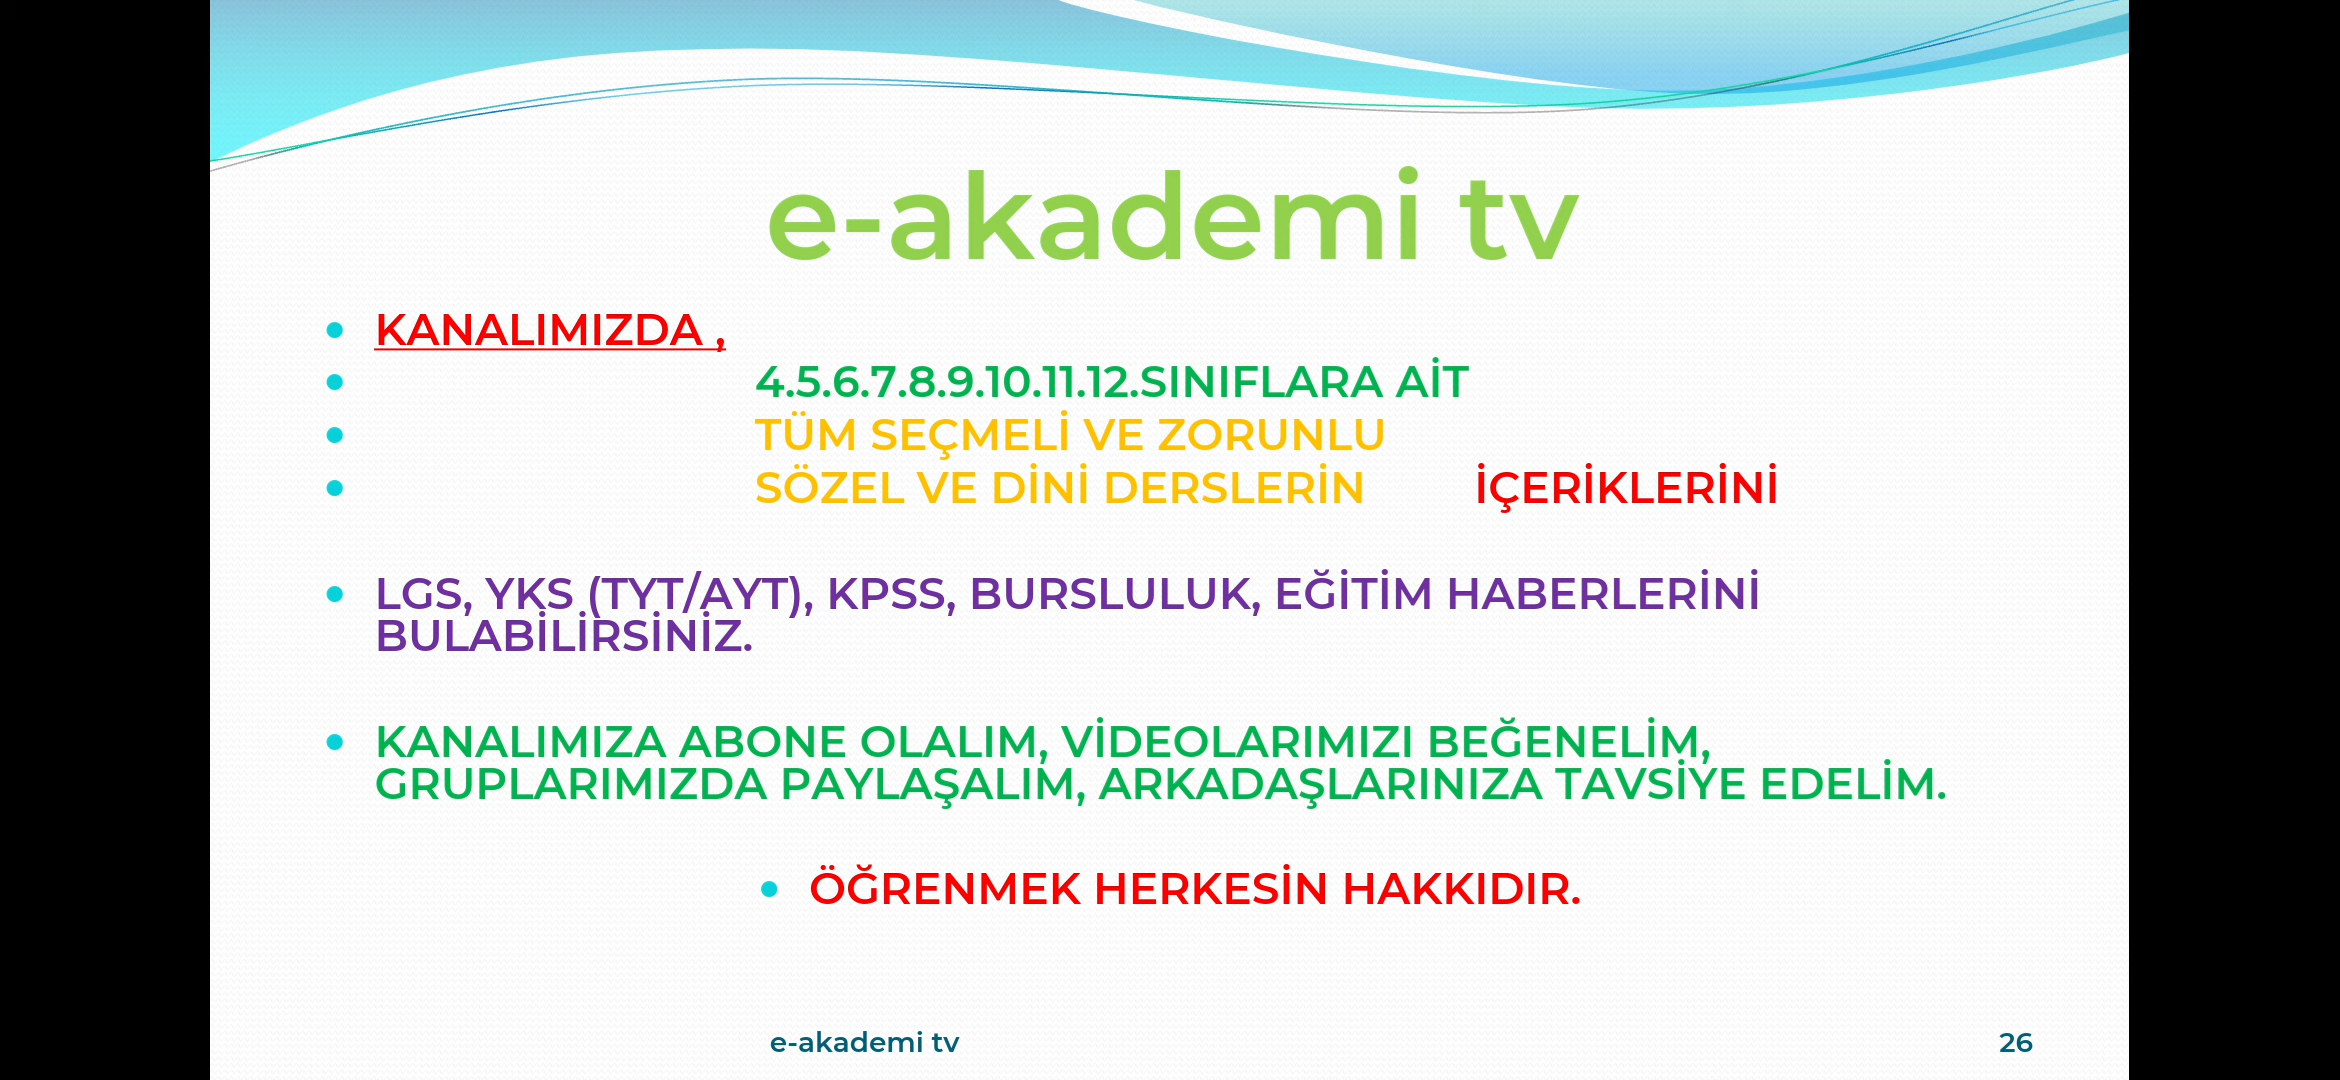 e-akademi tv
KANALIMIZDA ,
4.5.6.7.8.9.10.11.12.SINIFLARA AİT
TÜM SEÇMELİ VE ZORUNLU
SÖZEL VE DİNİ DERSLERİN İÇERİKLERİNİ
LGS, YKS (TYT/AYT), KPSS, BURSLULUK, EĞİTİM HABERLERİNİ
BULABİLİRSİNİZ.
KANALIMIZA ABONE OLALIM, VİDEOLARIMIZI BEĞENELİM,
GRUPLARIMIZDA PAYLAŞALIM, ARKADAŞLARINIZA TAVSİYE EDELİM.
ÖĞRENMEK HERKESİN HAKKIDIR.
e-akademi tv
26